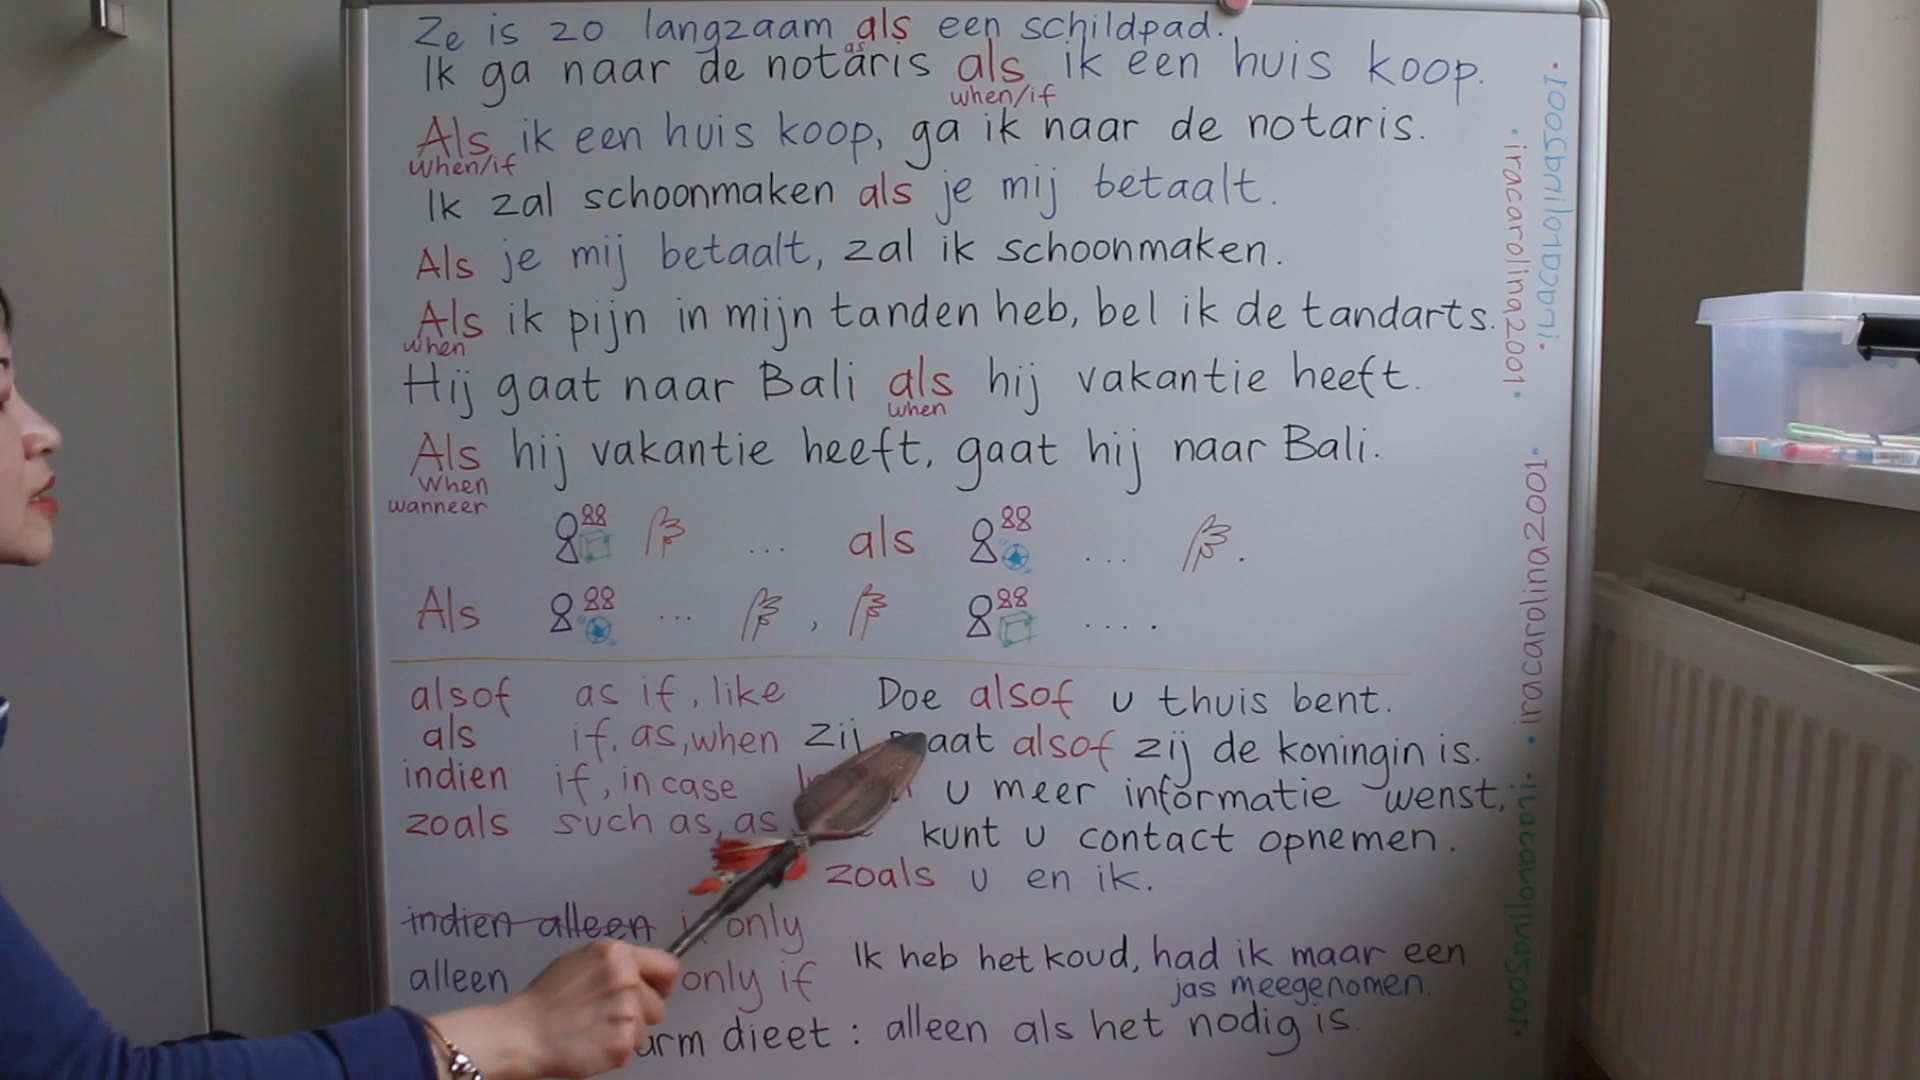 Ze is zo langzaam als een schildpad.
as
Ik ga naar de notaris als ik een huis koop.
when/if
Als ik een huis koop, ga ik naar de notaris.
when/if
Ik zal schoonmaken als je mij betaalt.
Als je mij betaalt, zal ik schoonmaken.
Als ik pijn in mijn tanden heb, bel ik de tandarts.
when
Hij gaat naar Bali als hij vakantie heeft.
when
Als hij vakantie heeft, gaat hij naar Bali.
when
wanneer
... als ... .
Als ... , ... .
alsof as if, like Doe alsof u thuis bent.
als if, as, when zij alsof zij de koningin is.
indien if, in case u meer informatie wenst,
zoals such as, as kunt u contact opnemen.
zoals u en ik.
indien alleen only
alleen only if Ik heb het koud, had ik maar een
jas meegenomen.
dieet : alleen als het nodig is.
iracarolina2001
iracarolina2001
iracarolina2001
iracarolina2001